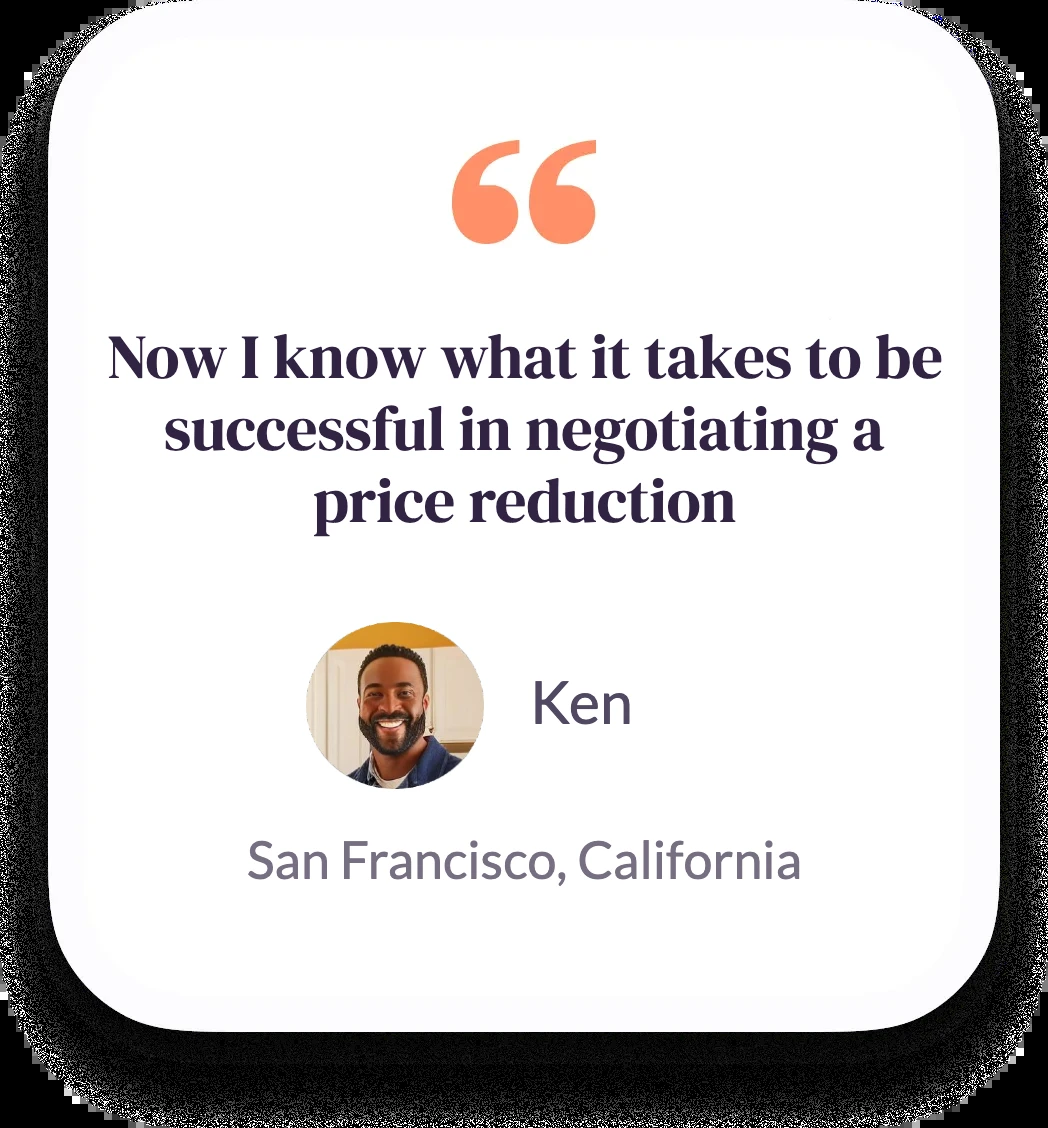 “
Now I know what it takes to be
successful in negotiating a
price reduction
Ken
San Francisco, California